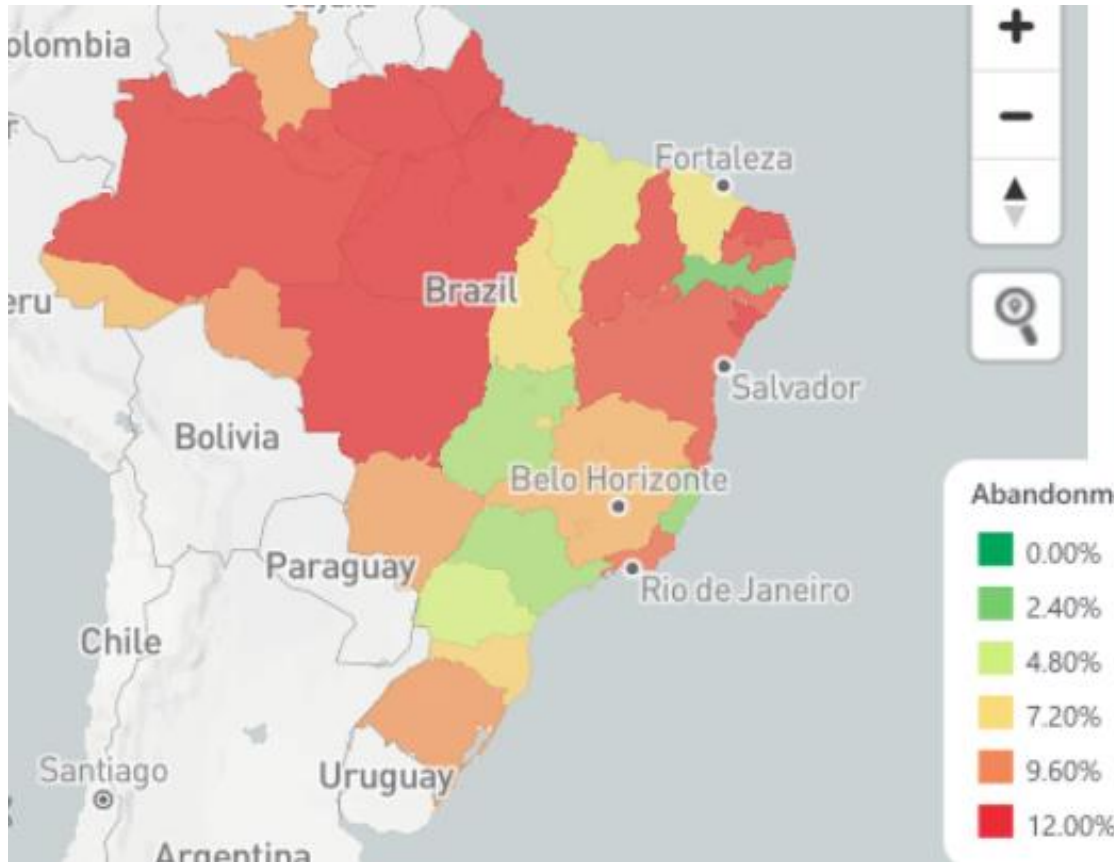 olombia
Fortaleza
Brazil
eru
Salvador
Bolivia
Belo Horizonte
Paraguay
Rio de Janeiro
Chile
Santiago
Uruguay
Argentina
+
−
Abandonm
0.00%
2.40%
4.80%
7.20%
9.60%
12.00%